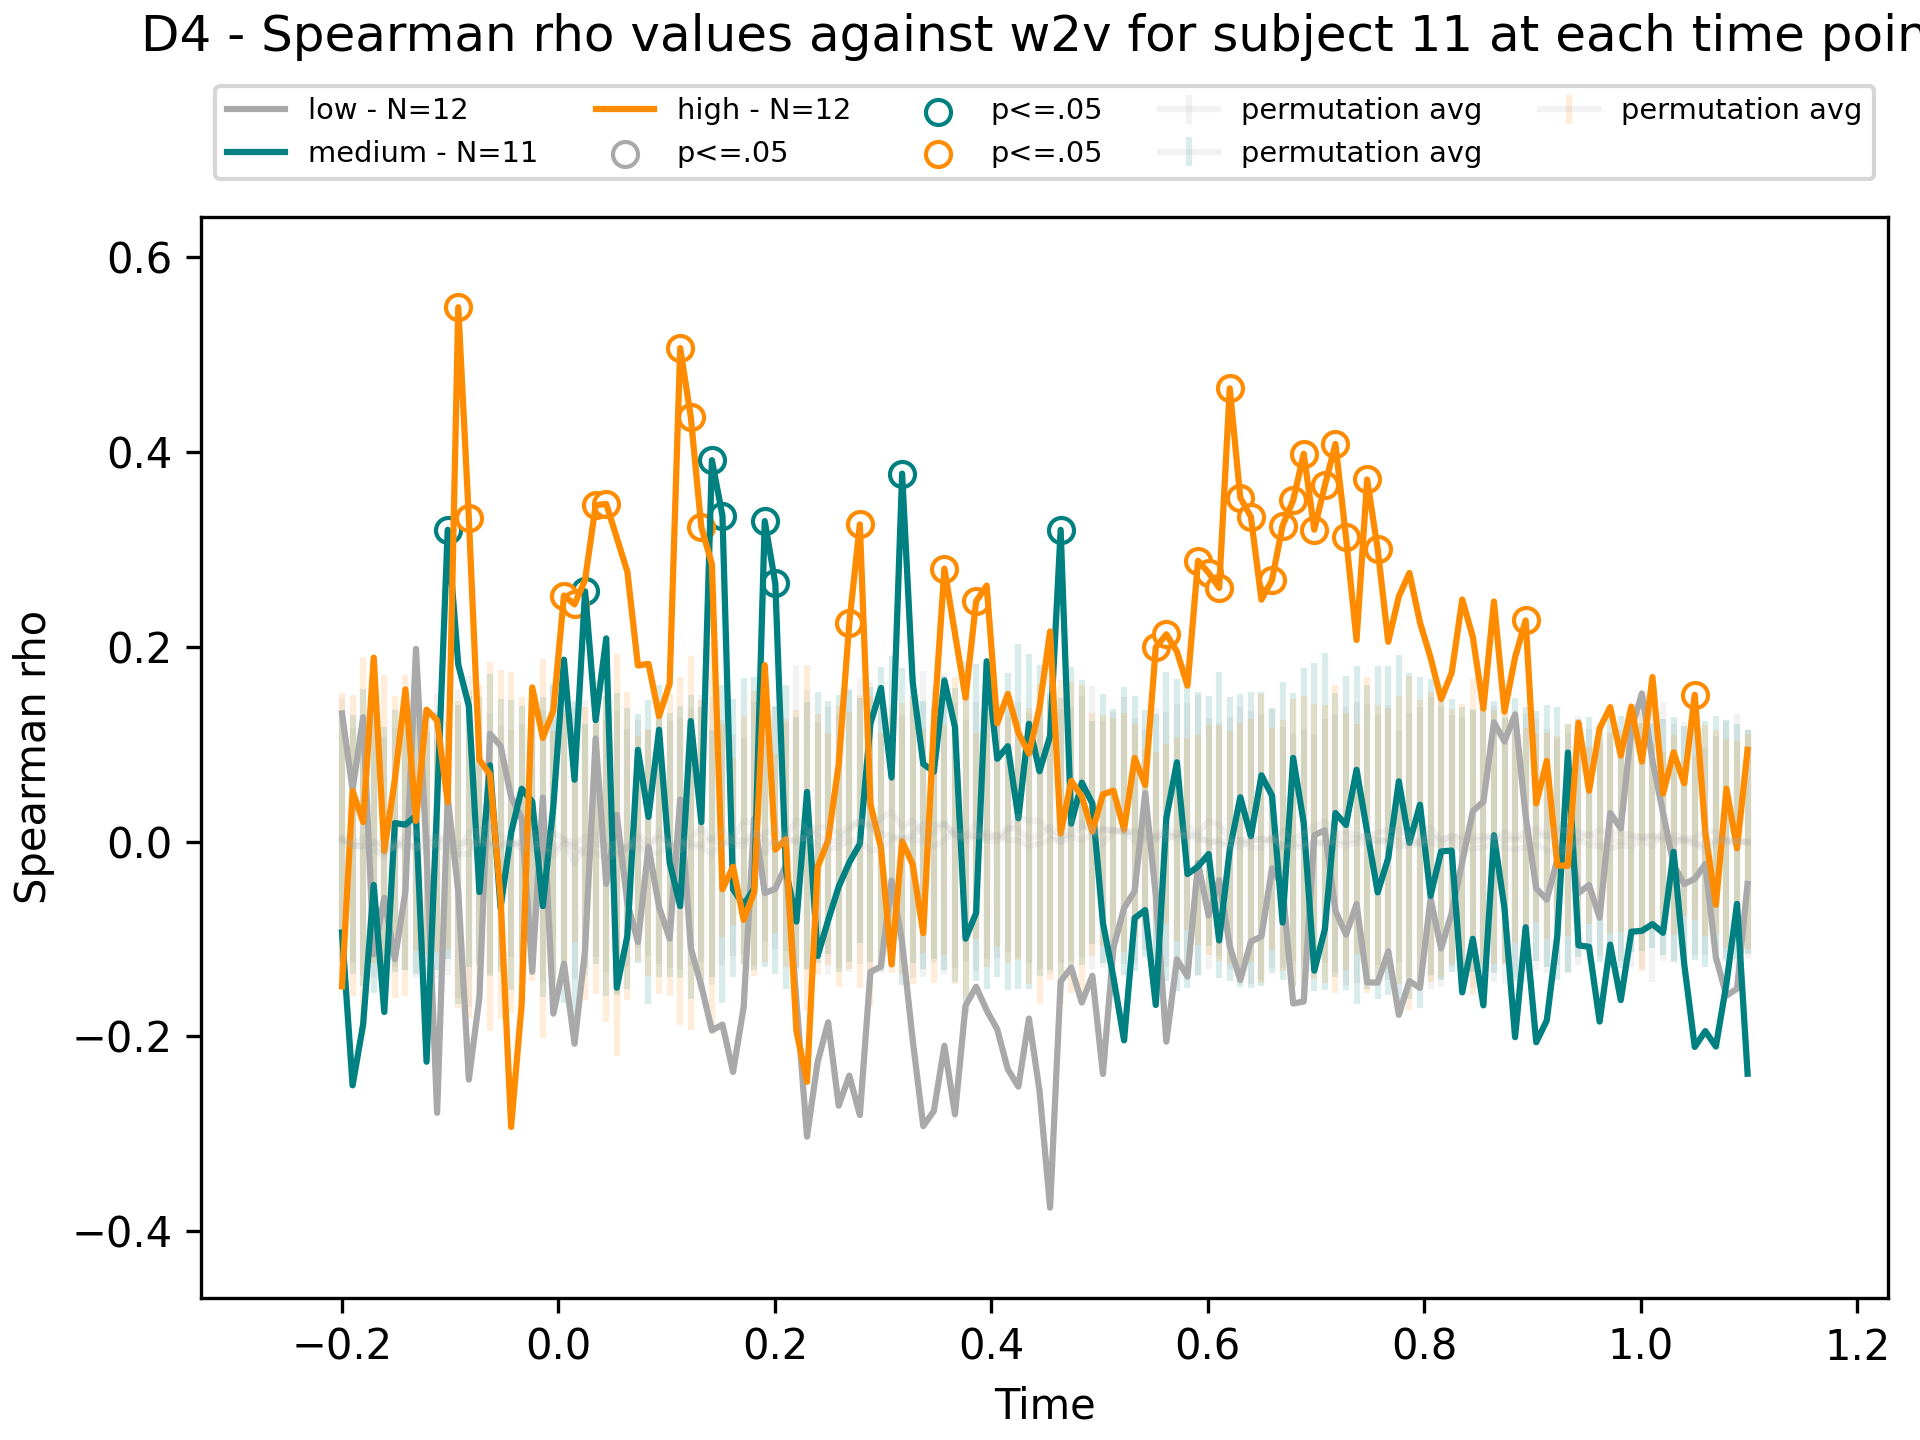 D4 - Spearman rho values against w2v for subject 11 at each time poin
low - N=12
medium - N=11
high - N=12
p<=.05
p<=.05
p<=.05
permutation avg
permutation avg
permutation avg
Spearman rho
0.6
0.4
0.2
0.0
−0.2
−0.4
−0.2 0.0 0.2 0.4 0.6 0.8 1.0 1.2
Time